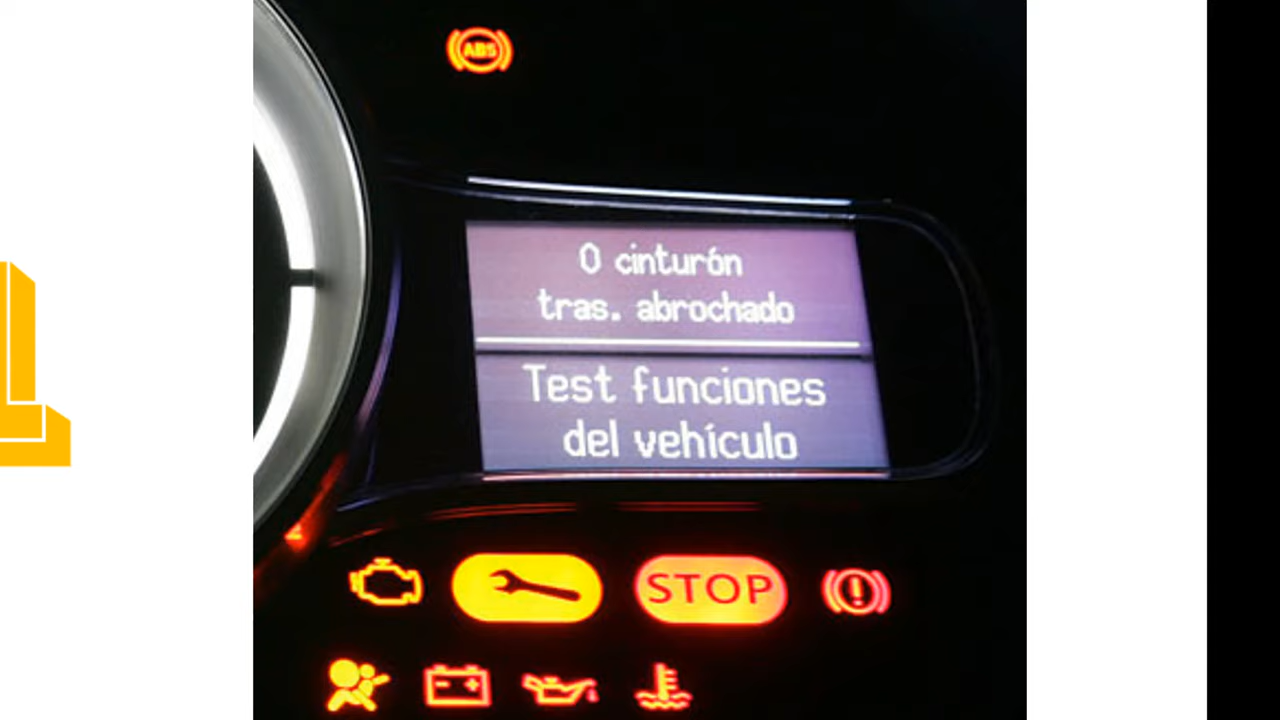 ABS
0 cinturón
tras. abrochado
Test funciones
del vehículo
STOP